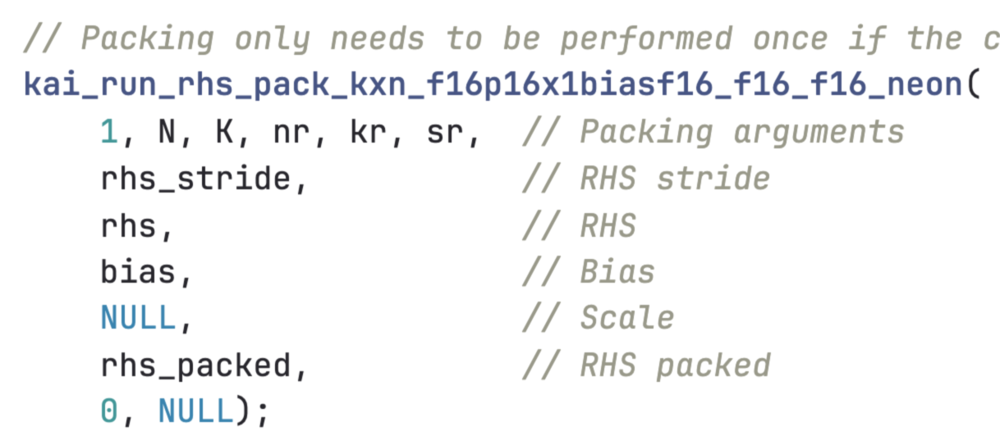 // Packing only needs to be performed once if the c
kai_run_rhs_pack_kxn_f16p16x1biasf16_f16_f16_neon(
    1, N, K, nr, kr, sr,  // Packing arguments
    rhs_stride,           // RHS stride
    rhs,                  // RHS
    bias,                 // Bias
    NULL,                 // Scale
    rhs_packed,           // RHS packed
    0, NULL);